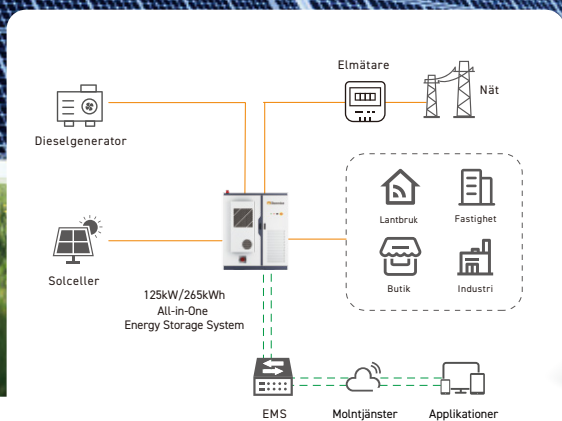 Elmätare
Nät
Dieselgenerator
Lantbruk
Fastighet
Solceller
Butik
Industri
125kW/265kWh
All-in-One
Energy Storage System
EMS
Molntjänster
Applikationer